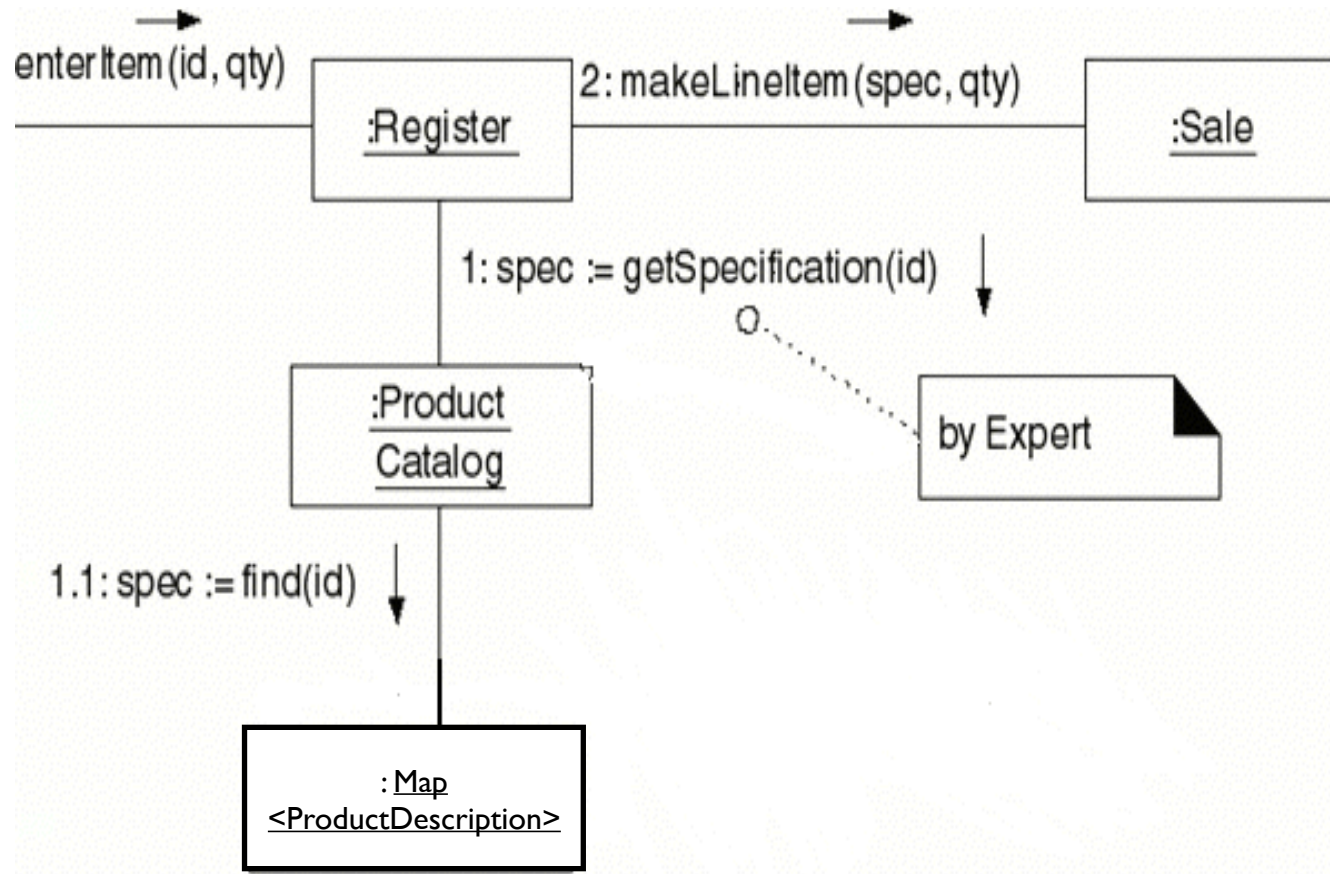 enterItem(id, qty)
2: makeLineItem(spec, qty)
:Register
:Sale
1: spec := getSpecification(id)
:Product
Catalog
by Expert
1.1: spec := find(id)
: Map
<ProductDescription>